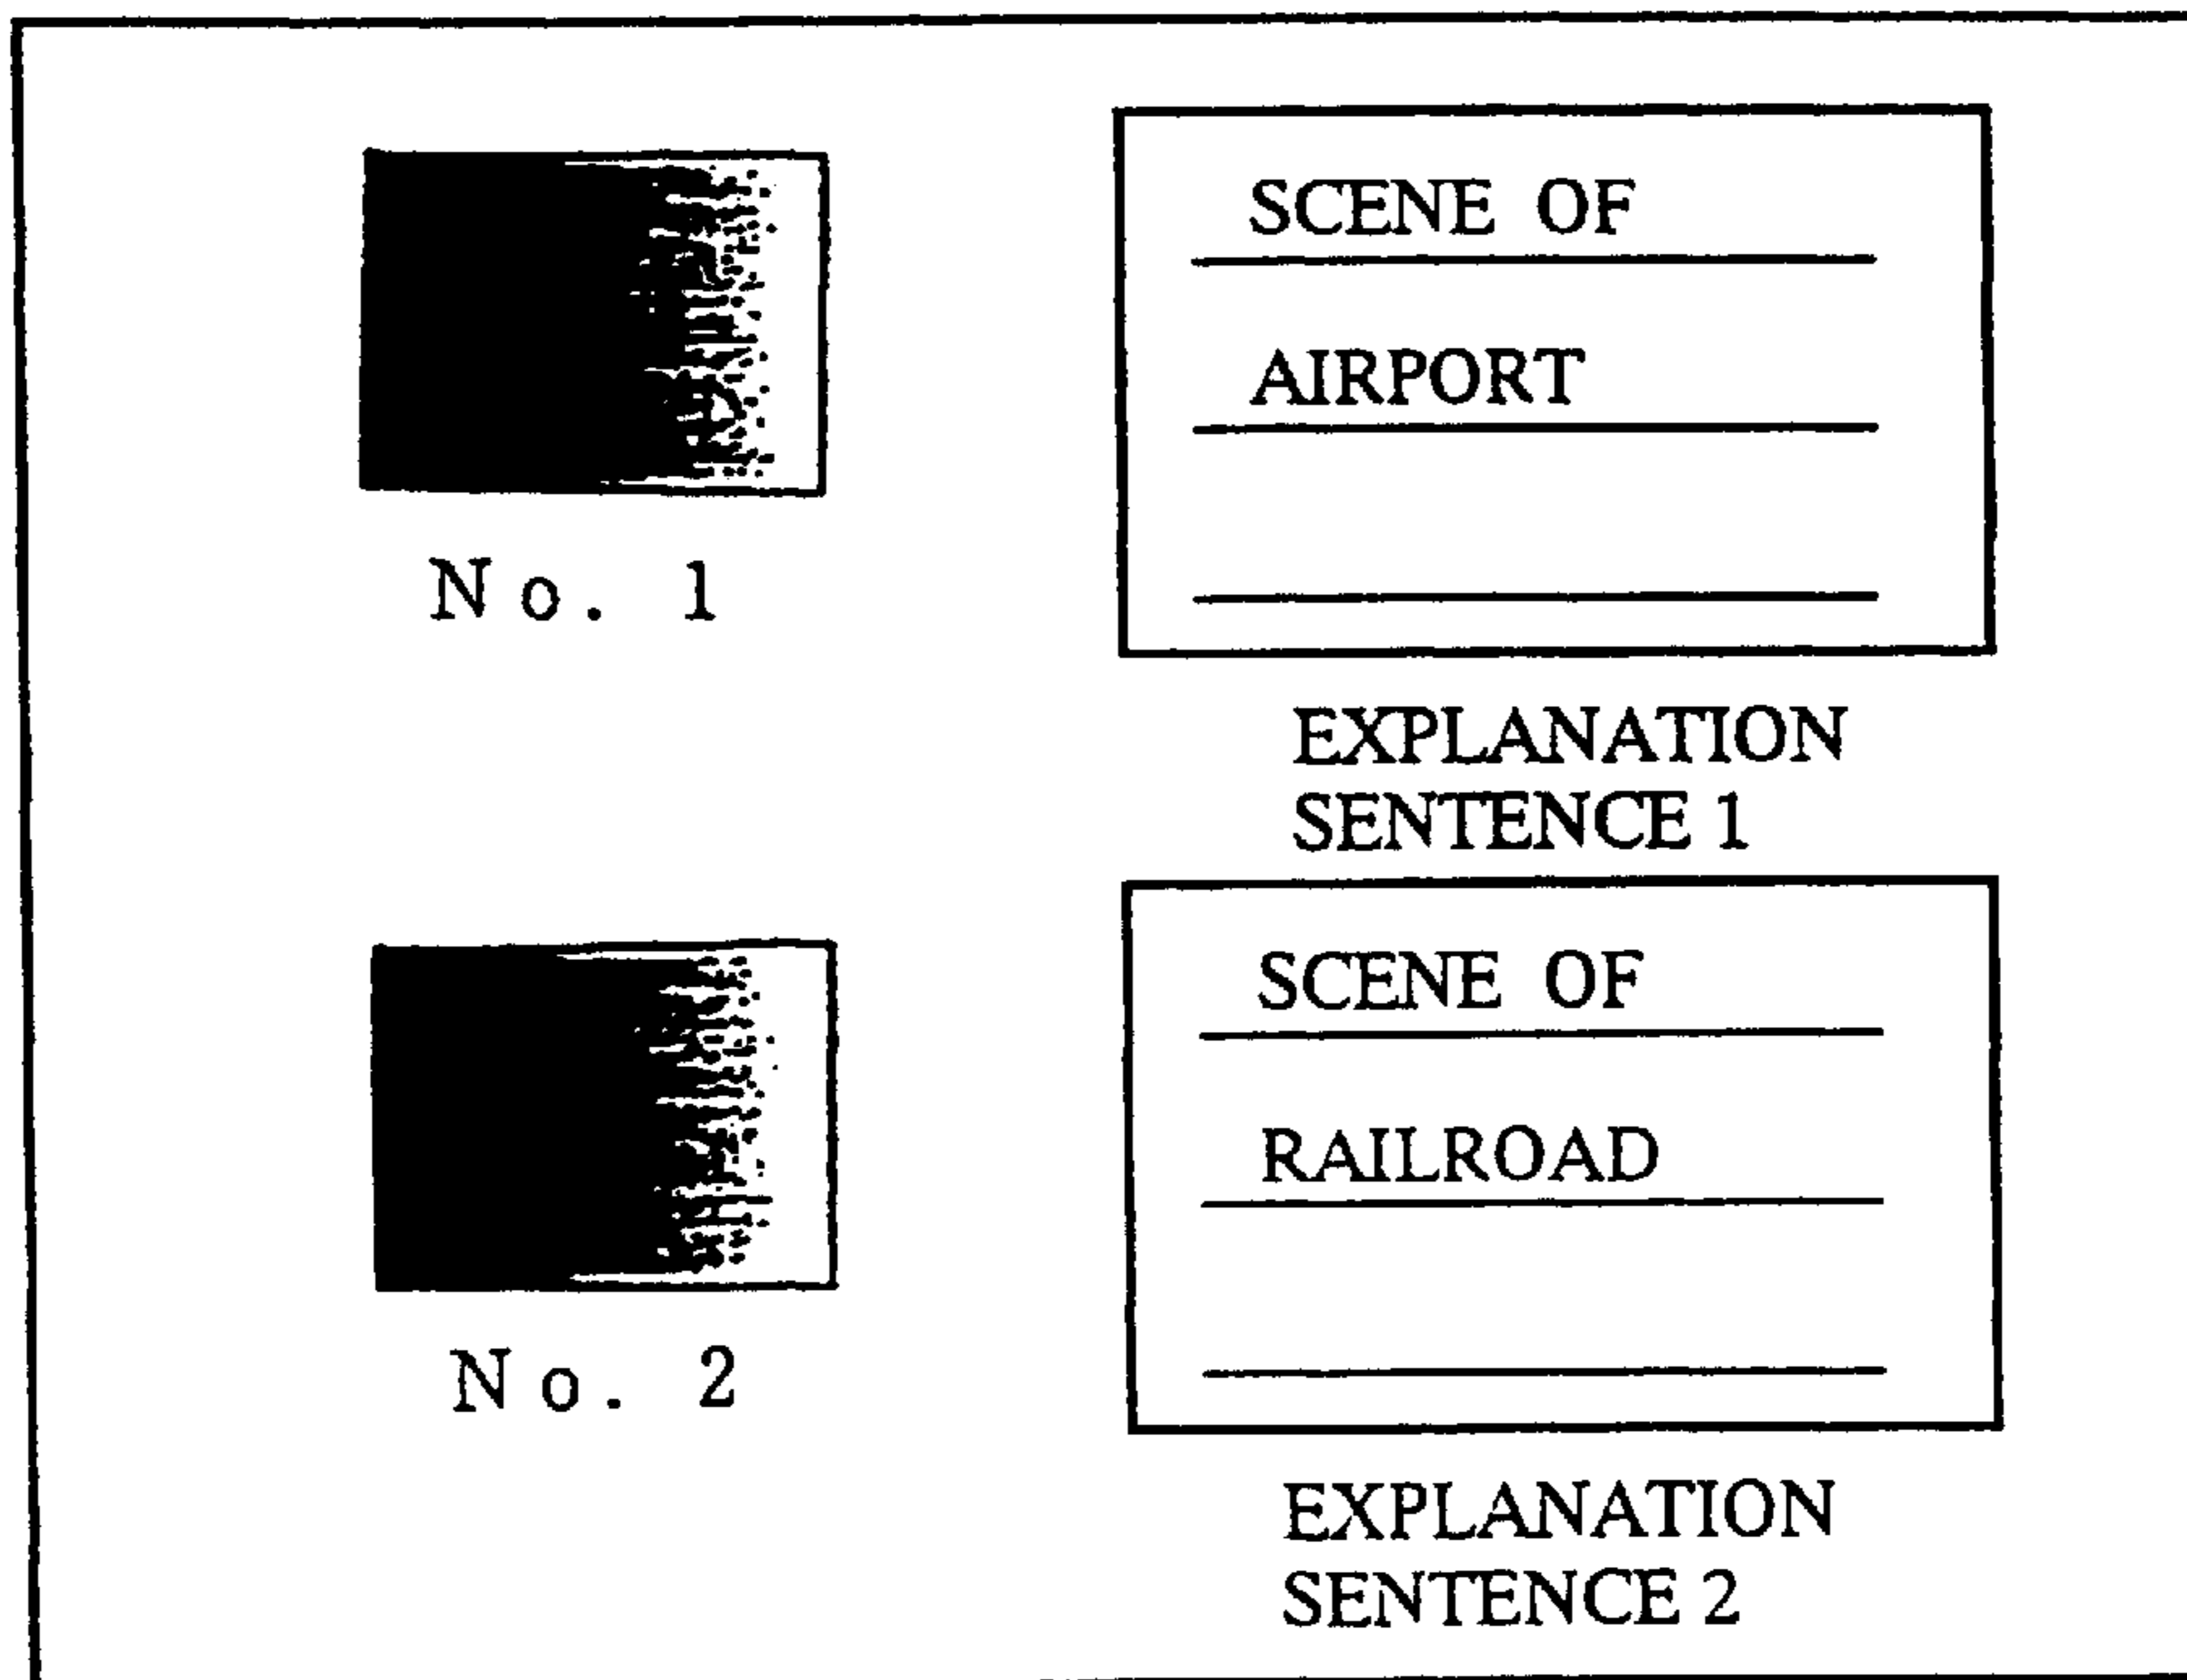 SCENE OF
AIRPORT
No. 1
EXPLANATION
SENTENCE 1
SCENE OF
RAILROAD
No. 2
EXPLANATION
SENTENCE 2